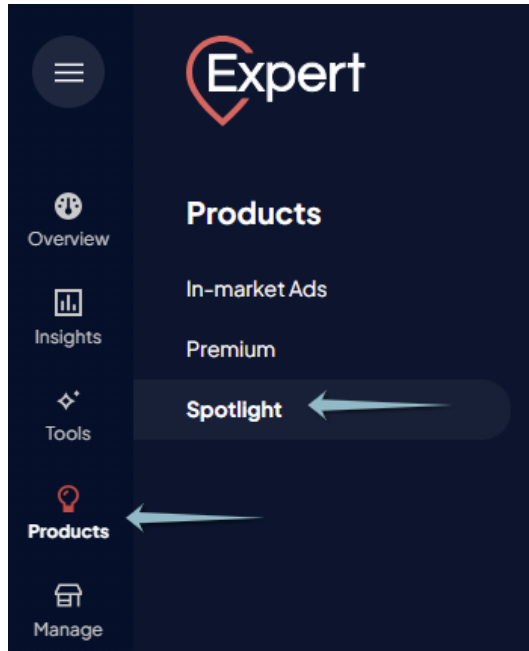 Expert
Overview
Insights
Tools
Products
Manage
Products
In-market Ads
Premium
Spotlight